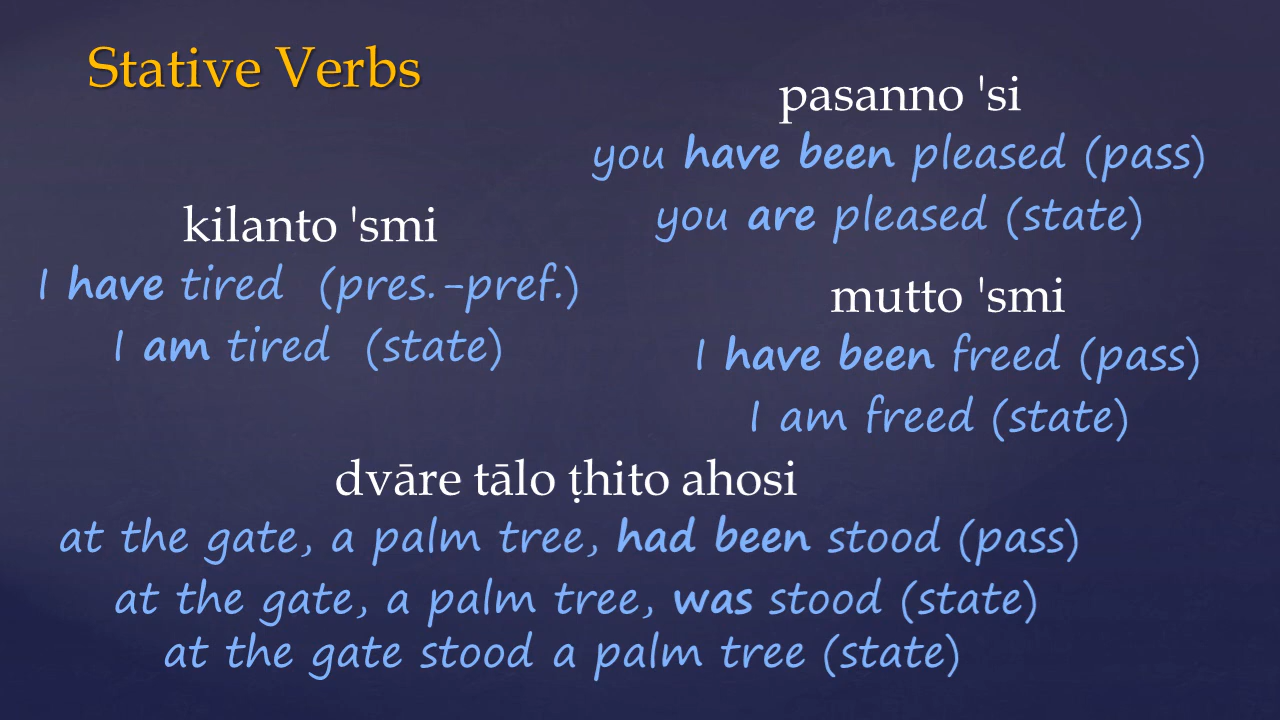 Stative Verbs
pasanno 'si
you have been pleased (pass)
you are pleased (state)
kilanto 'smi
I have tired (pres.-pref.)
I am tired (state)
mutto 'smi
I have been freed (pass)
I am freed (state)
dvāre tālo ṭhito ahosi
at the gate, a palm tree, had been stood (pass)
at the gate, a palm tree, was stood (state)
at the gate stood a palm tree (state)